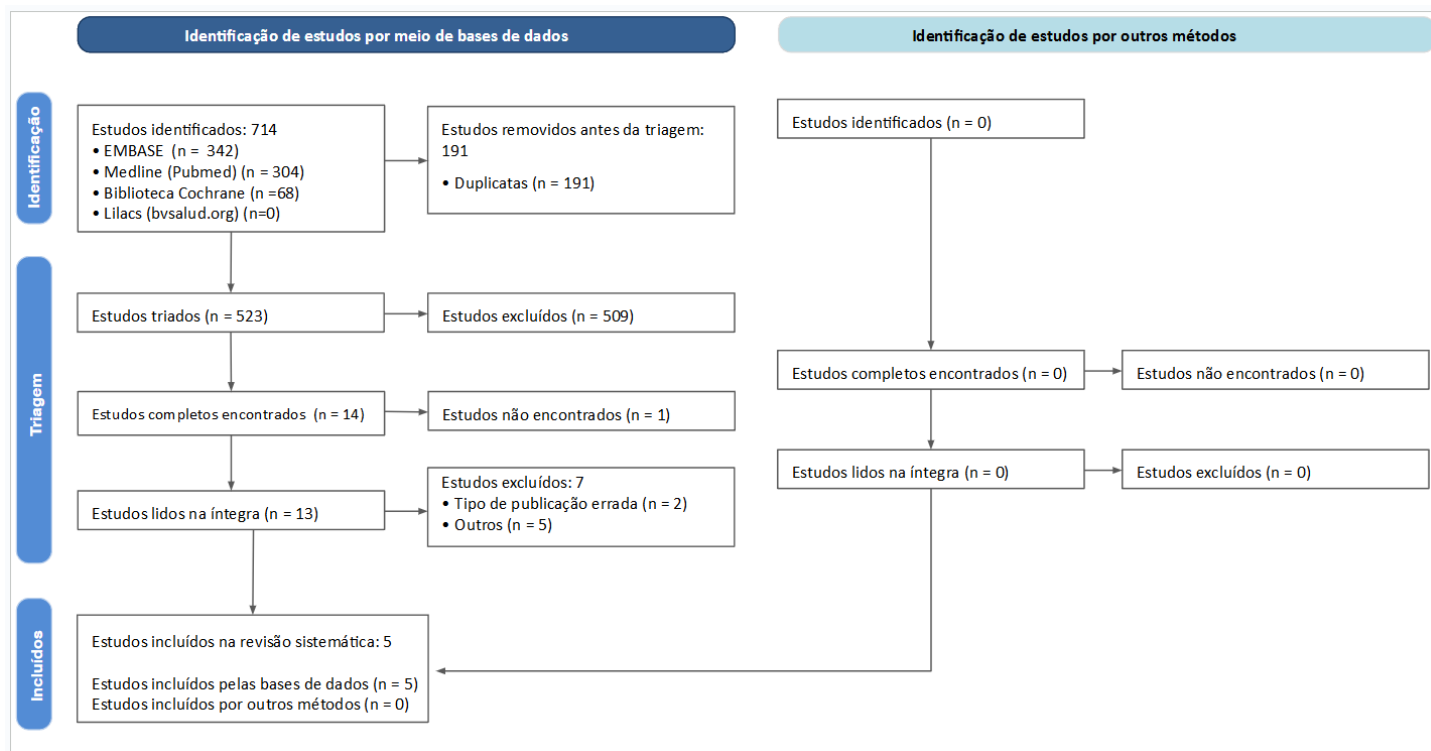 Identificação de estudos por meio de bases de dados
Identificação de estudos por outros métodos
Identificação
Estudos identificados: 714
• EMBASE (n = 342)
• Medline (Pubmed) (n = 304)
• Biblioteca Cochrane (n =68)
• Lilacs (bvsalud.org) (n=0)
Estudos removidos antes da triagem:
191
• Duplicatas (n = 191)
Estudos identificados (n = 0)
Triagem
Estudos triados (n = 523)
Estudos excluídos (n = 509)
Estudos completos encontrados (n = 14)
Estudos não encontrados (n = 1)
Estudos completos encontrados (n = 0)
Estudos não encontrados (n = 0)
Estudos lidos na íntegra (n = 13)
Estudos excluídos: 7
• Tipo de publicação errada (n = 2)
• Outros (n = 5)
Estudos lidos na íntegra (n = 0)
Estudos excluídos (n = 0)
Incluídos
Estudos incluídos na revisão sistemática: 5
Estudos incluídos pelas bases de dados (n = 5)
Estudos incluídos por outros métodos (n = 0)